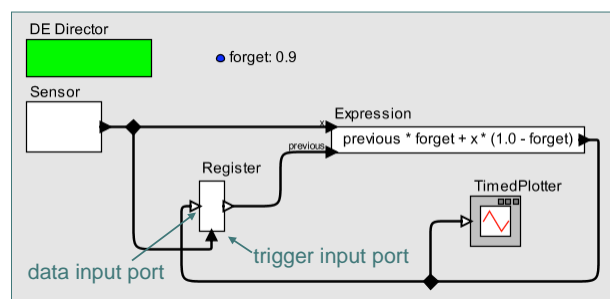 DE Director
forget: 0.9
Sensor
x
Expression
previous * forget + x * (1.0 - forget)
previous
Register
TimedPlotter
trigger input port
data input port